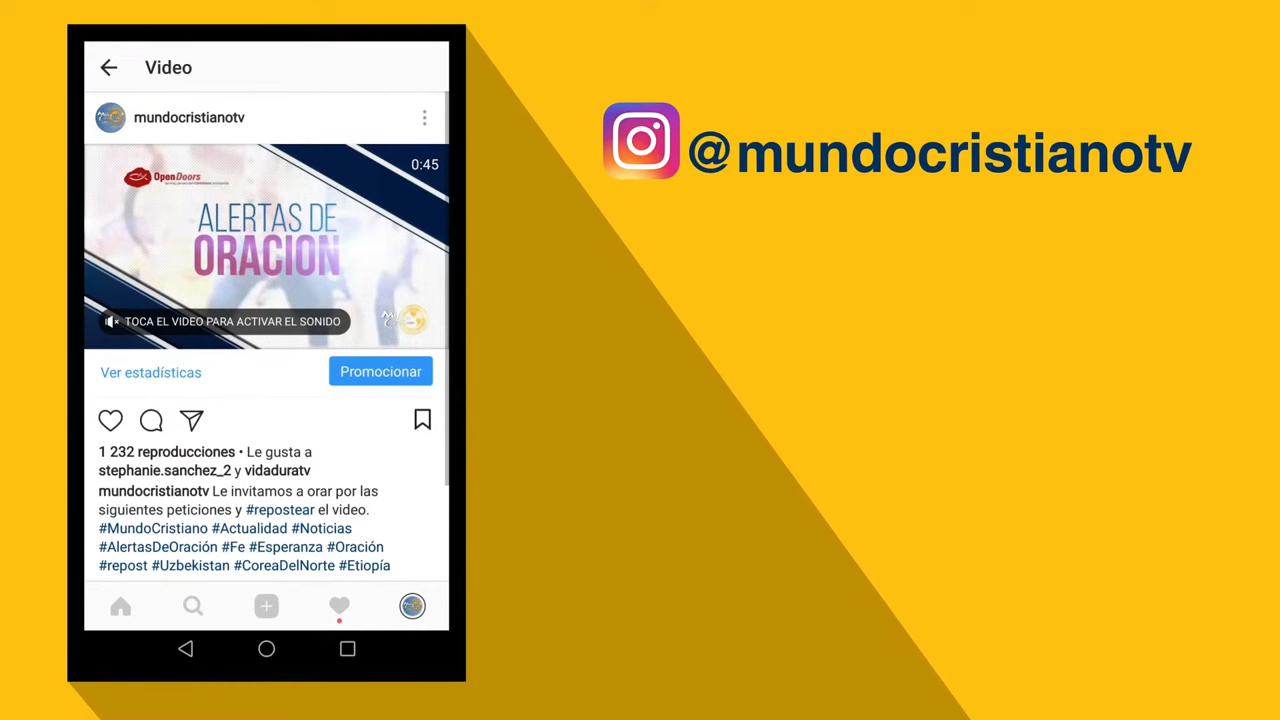 Video
mundocristianotv
0:45
OpenDoors
ALERTAS DE
ORACION
TOCA EL VIDEO PARA ACTIVAR EL SONIDO
Ver estadísticas
Promocionar
1 232 reproducciones • Le gusta a
stephanie.sanchez_2 y vidaduratv
mundocristianotv Le invitamos a orar por las
siguientes peticiones y #repostear el video.
#MundoCristiano #Actualidad #Noticias
#AlertasDeOración #Fe #Esperanza #Oración
#repost #Uzbekistan #CoreaDelNorte #Etiopía
@mundocristianotv